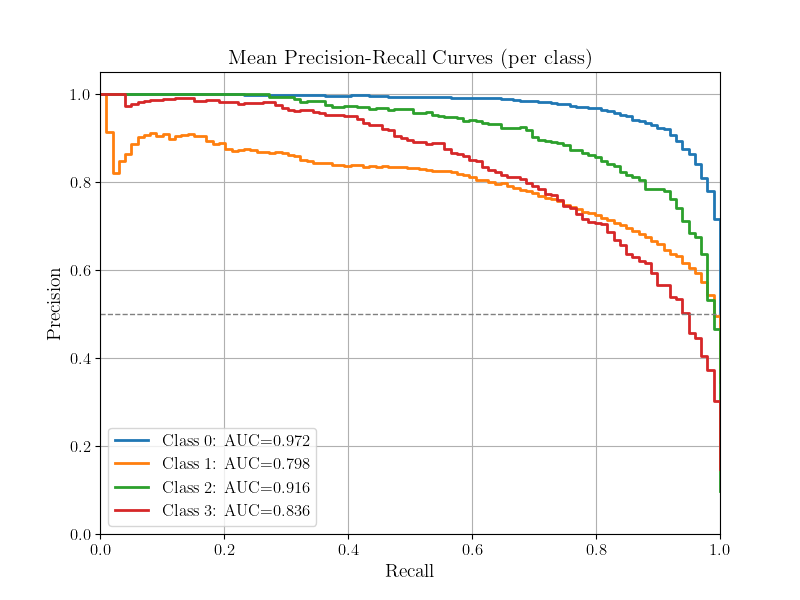 Mean Precision-Recall Curves (per class)
1.0
0.8
0.6
0.4
0.2
0.0
Precision
Class 0: AUC=0.972
Class 1: AUC=0.798
Class 2: AUC=0.916
Class 3: AUC=0.836
0.0 0.2 0.4 0.6 0.8 1.0
Recall